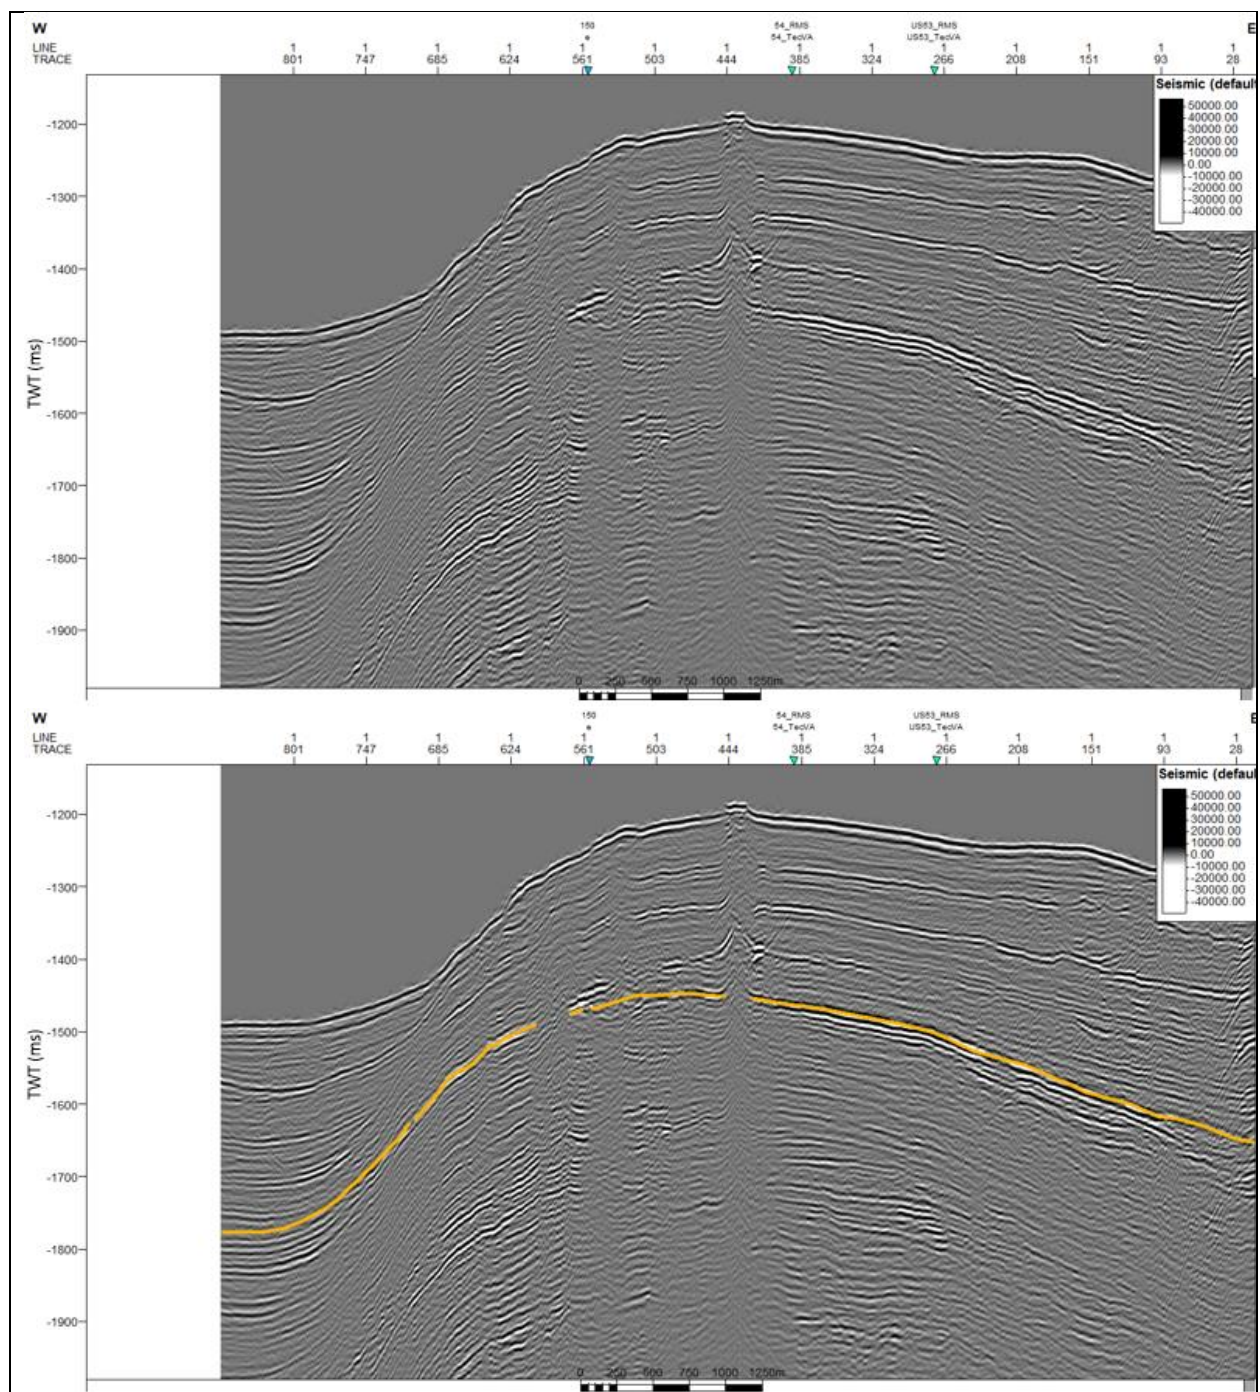 W 150 54_RMS US53_RMS E
e 54_TecVA US53_TecVA
LINE 1 1 1 1 1 1 1 1 1 1 1 1 1 1
TRACE 801 747 685 624 561 503 444 385 324 266 208 151 93 28
Seismic (defaul
50000.00
40000.00
30000.00
20000.00
10000.00
0.00
-10000.00
-20000.00
-30000.00
-40000.00
TWT (ms)
-1200
-1300
-1400
-1500
-1600
-1700
-1800
-1900
0 250 500 750 1000 1250m
W 150 54_RMS US53_RMS E
e 54_TecVA US53_TecVA
LINE 1 1 1 1 1 1 1 1 1 1 1 1 1 1
TRACE 801 747 685 624 561 503 444 385 324 266 208 151 93 28
Seismic (defaul
50000.00
40000.00
30000.00
20000.00
10000.00
0.00
-10000.00
-20000.00
-30000.00
-40000.00
TWT (ms)
-1200
-1300
-1400
-1500
-1600
-1700
-1800
-1900
0 250 500 750 1000 1250m